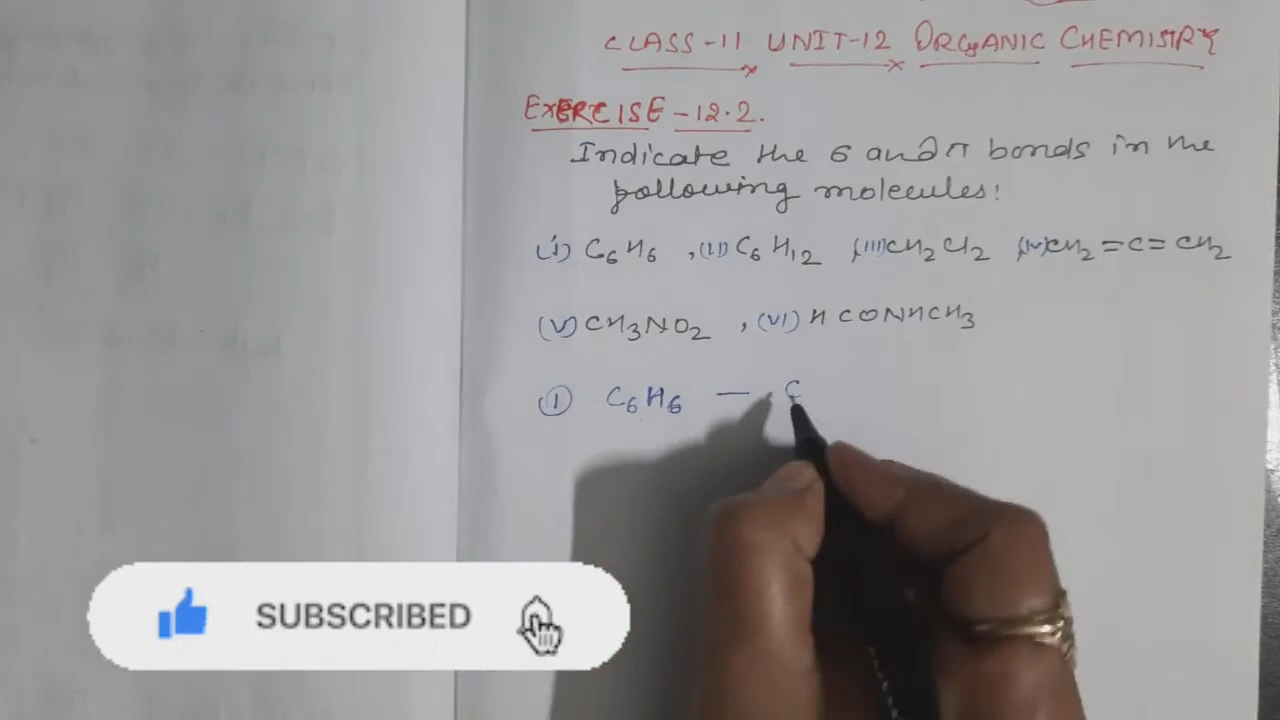 CLASS-11 UNIT-12 ORGANIC CHEMISTRY
EXERCISE-12.2.
Indicate the σ and π bonds in the
following molecules:
(i) C₆H₆ , (ii) C₆H₁₂ (iii) CH₂Cl₂ (iv) CH₂=C=CH₂
(v) CH₃NO₂ , (vi) HCONHCH₃
① C₆H₆ — C
SUBSCRIBED